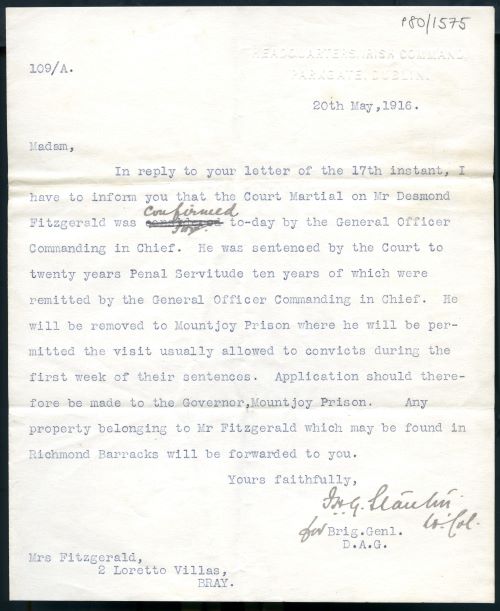 P80/1575
HEADQUARTERS, IRISH COMMAND,
PARKGATE, DUBLIN.
109/A.
20th May,1916.
Madam,
In reply to your letter of the 17th instant, I
have to inform you that the Court Martial on Mr Desmond
confirmed
Fitzgerald was to-day by the General Officer
Commanding in Chief. He was sentenced by the Court to
twenty years Penal Servitude ten years of which were
remitted by the General Officer Commanding in Chief. He
will be removed to Mountjoy Prison where he will be per-
mitted the visit usually allowed to convicts during the
first week of their sentences. Application should there-
fore be made to the Governor,Mountjoy Prison. Any
property belonging to Mr Fitzgerald which may be found in
Richmond Barracks will be forwarded to you.
Yours faithfully,
Lt. Col.
for Brig.Genl.
D.A.G.
Mrs Fitzgerald,
2 Loretto Villas,
BRAY.